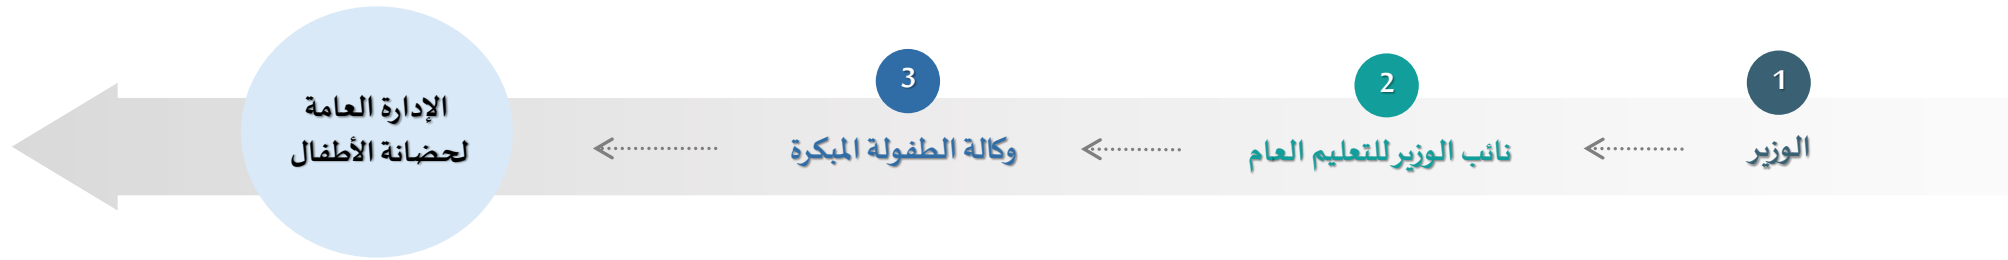 1
الوزير
2
نائب الوزير للتعليم العام
3
وكالة الطفولة المبكرة
الإدارة العامة
لحضانة الأطفال